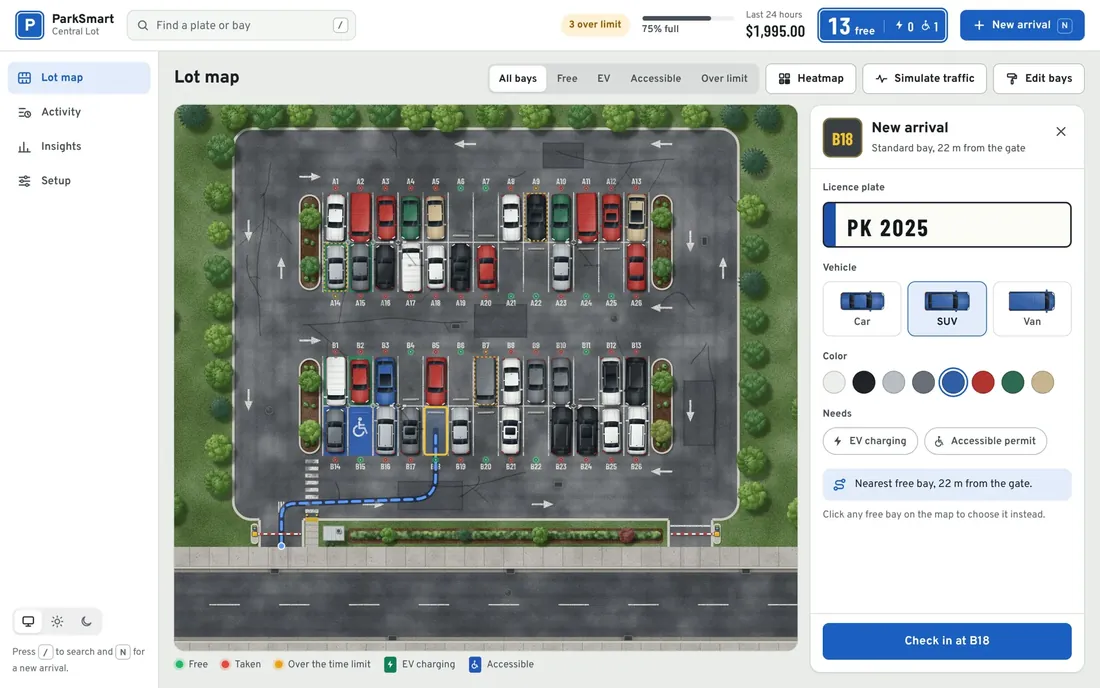 P
ParkSmart
Central Lot
Find a plate or bay
/
3 over limit
75% full
Last 24 hours
$1,995.00
13 free
0
1
New arrival
N
Lot map
Activity
Insights
Setup
Lot map
All bays
Free
EV
Accessible
Over limit
Heatmap
Simulate traffic
Edit bays
A1 A2 A3 A4 A5 A6 A7 A8 A9 A10 A11 A12 A13
A14 A15 A16 A17 A18 A19 A20 A21 A22 A23 A24 A25 A26
B1 B2 B3 B4 B5 B6 B7 B8 B9 B10 B11 B12 B13
B14 B15 B16 B17 B18 B19 B20 B21 B22 B23 B24 B25 B26
Free
Taken
Over the time limit
EV charging
Accessible
B18
New arrival
Standard bay, 22 m from the gate
Licence plate
PK 2025
Vehicle
Car
SUV
Van
Color
Needs
EV charging
Accessible permit
Nearest free bay, 22 m from the gate.
Click any free bay on the map to choose it instead.
Check in at B18
Press / to search and N for
a new arrival.